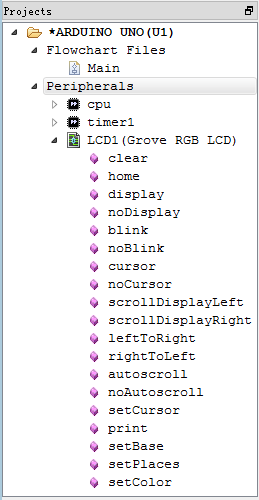 Projects
*ARDUINO UNO(U1)
Flowchart Files
Main
Peripherals
cpu
timer1
LCD1(Grove RGB LCD)
clear
home
display
noDisplay
blink
noBlink
cursor
noCursor
scrollDisplayLeft
scrollDisplayRight
leftToRight
rightToLeft
autoscroll
noAutoscroll
setCursor
print
setBase
setPlaces
setColor